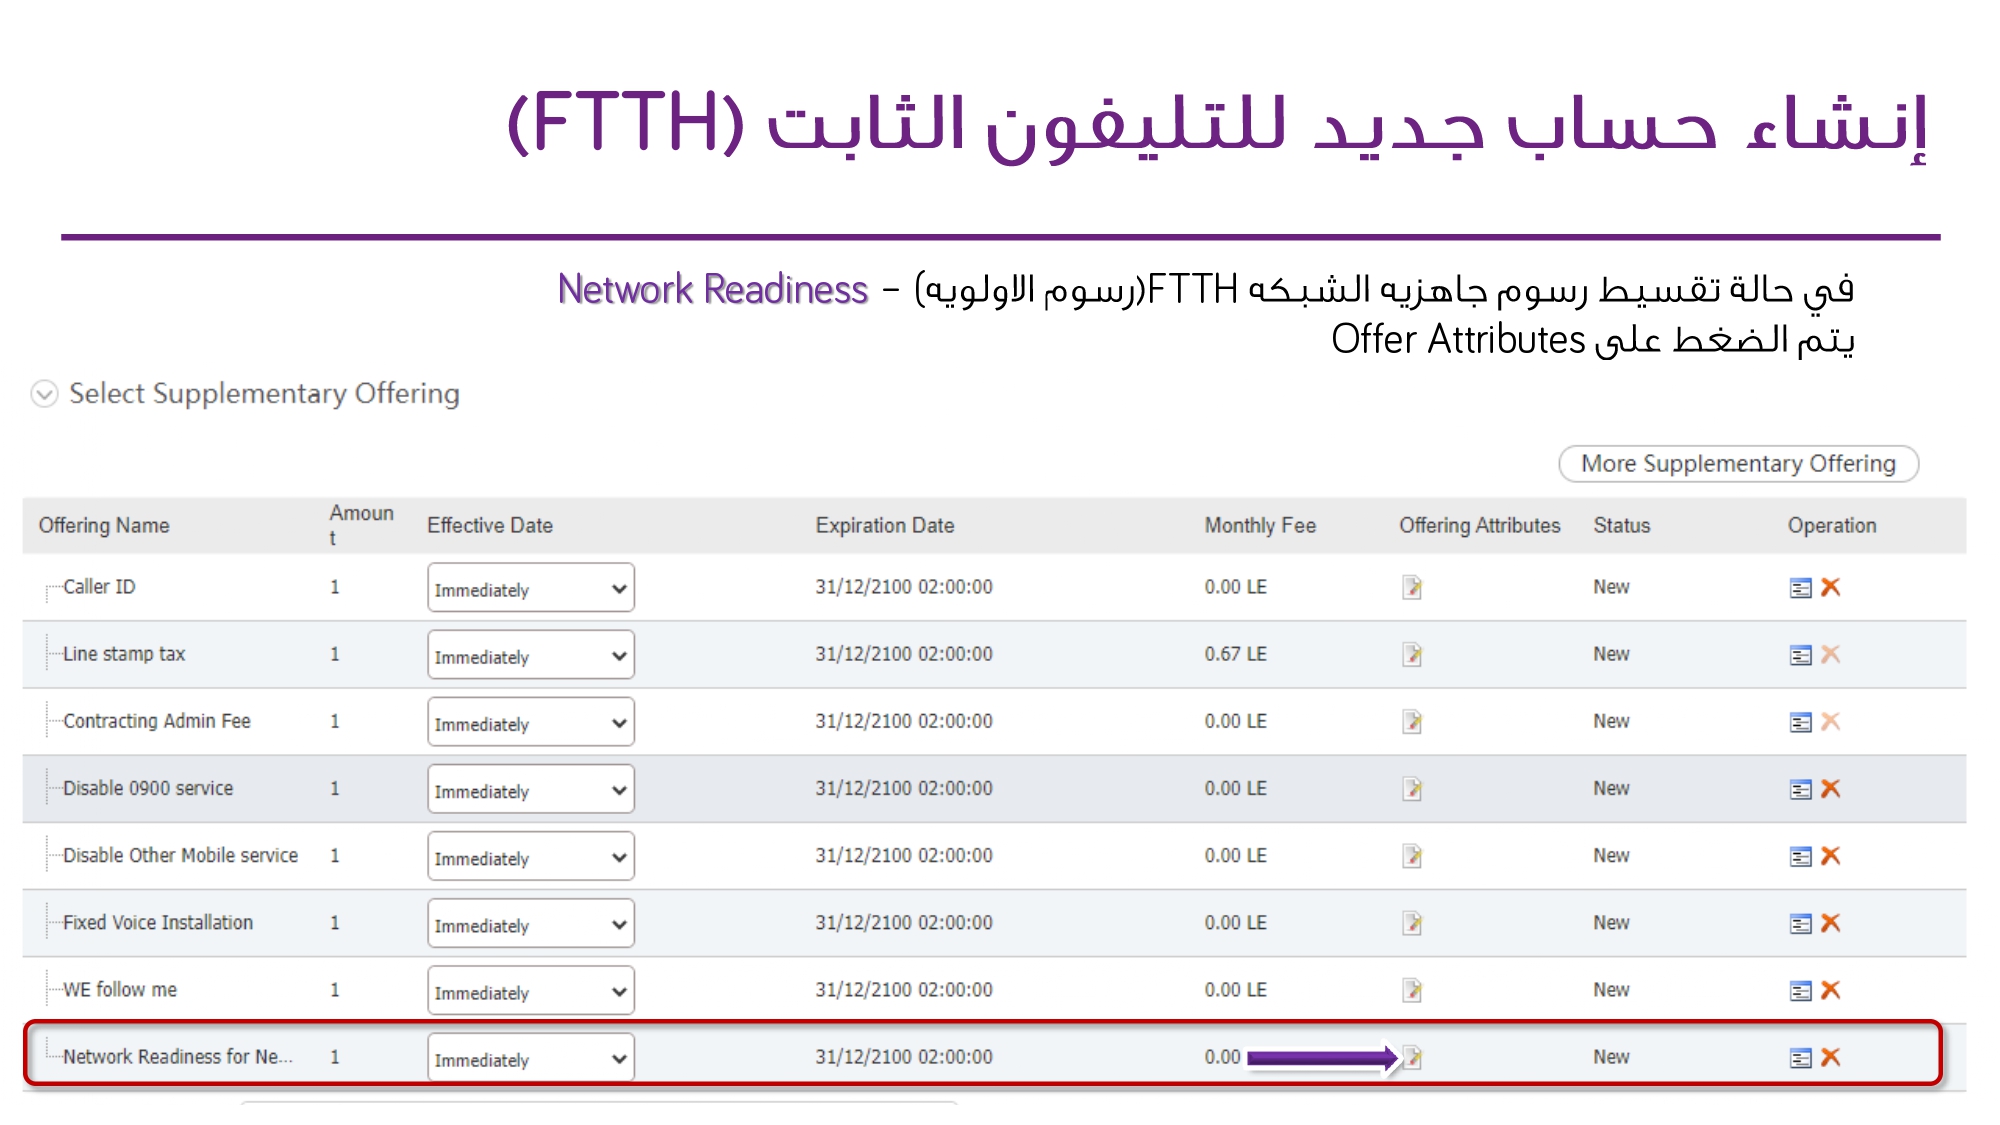 إنشاء حساب جديد للتليفون الثابت (FTTH)
في حالة تقسيط رسوم جاهزيه الشبكه FTTH(رسوم الاولويه) – Network Readiness
يتم الضغط على Offer Attributes
Select Supplementary Offering
More Supplementary Offering
Offering Name Amount Effective Date Expiration Date Monthly Fee Offering Attributes Status Operation
Caller ID 1 Immediately 31/12/2100 02:00:00 0.00 LE New
Line stamp tax 1 Immediately 31/12/2100 02:00:00 0.67 LE New
Contracting Admin Fee 1 Immediately 31/12/2100 02:00:00 0.00 LE New
Disable 0900 service 1 Immediately 31/12/2100 02:00:00 0.00 LE New
Disable Other Mobile service 1 Immediately 31/12/2100 02:00:00 0.00 LE New
Fixed Voice Installation 1 Immediately 31/12/2100 02:00:00 0.00 LE New
WE follow me 1 Immediately 31/12/2100 02:00:00 0.00 LE New
Network Readiness for Ne... 1 Immediately 31/12/2100 02:00:00 0.00 New